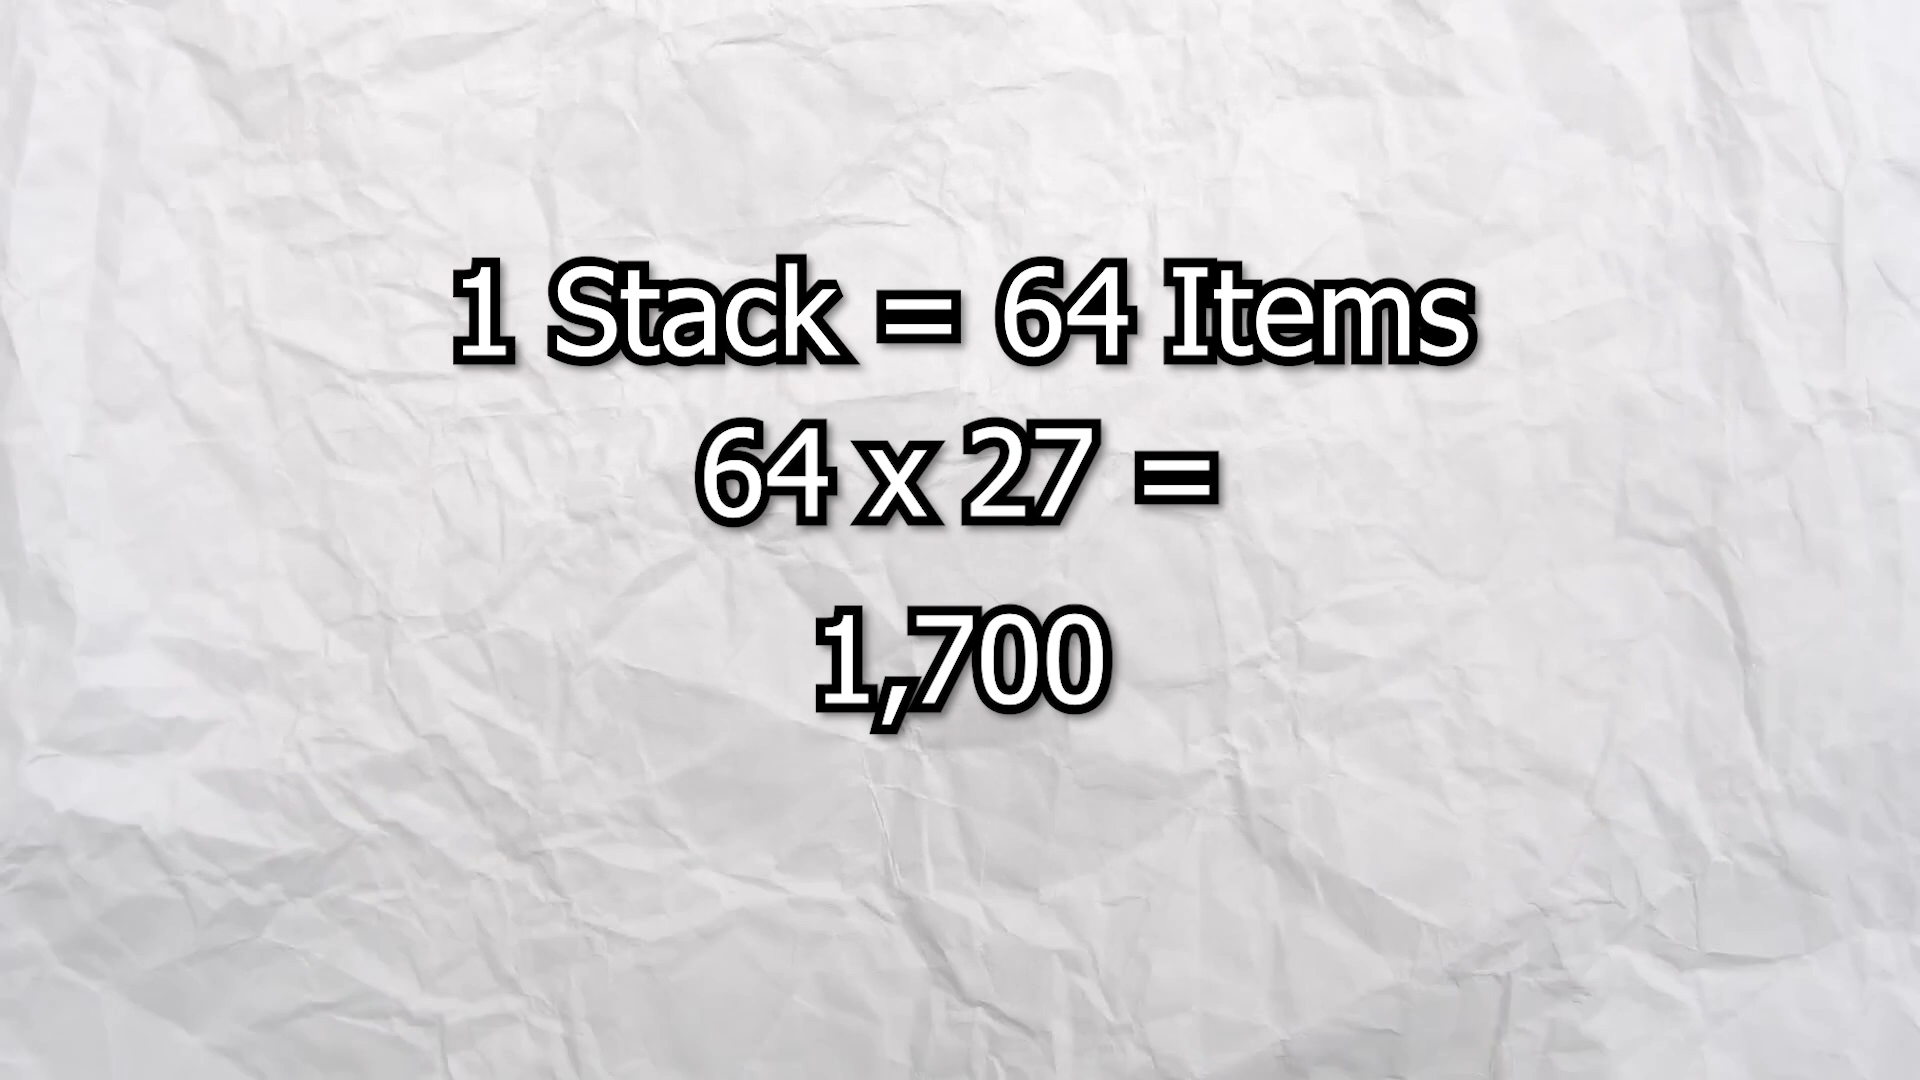 1 Stack = 64 Items
64 x 27 =
1,700